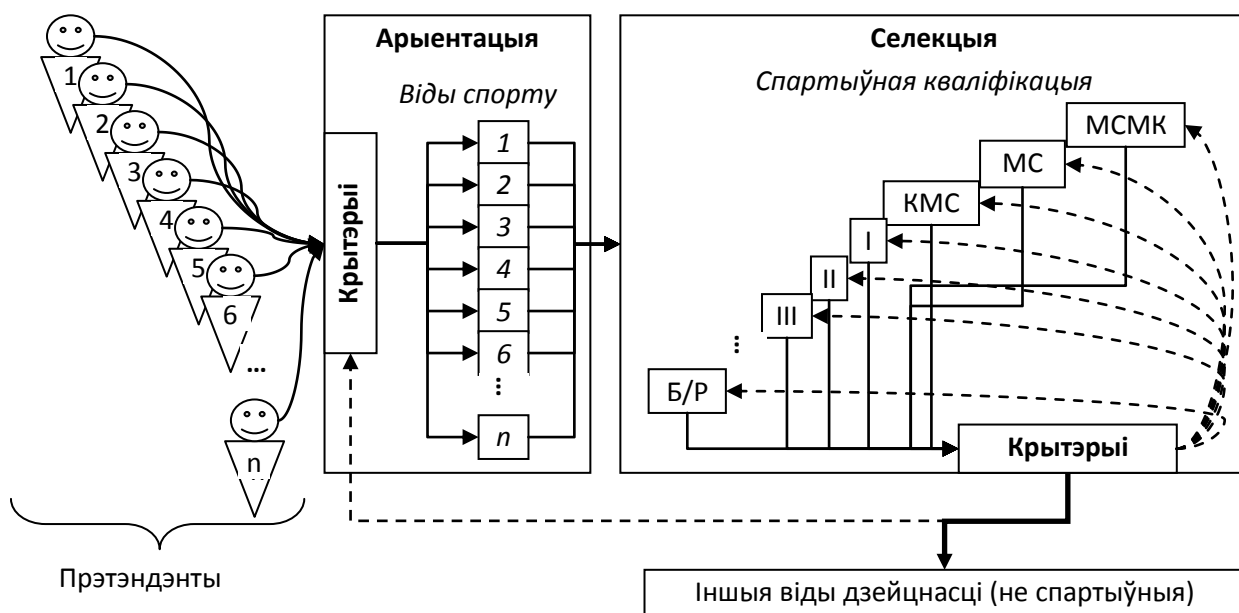 1
2
3
4
5
6
...
n
Прэтэндэнты
Арыентацыя
Віды спорту
Крытэрыі
1
2
3
4
5
6
...
n
Селекцыя
Спартыўная кваліфікацыя
МСМК
МС
КМС
I
II
III
...
Б/Р
Крытэрыі
Іншыя віды дзейцнасці (не спартыўныя)